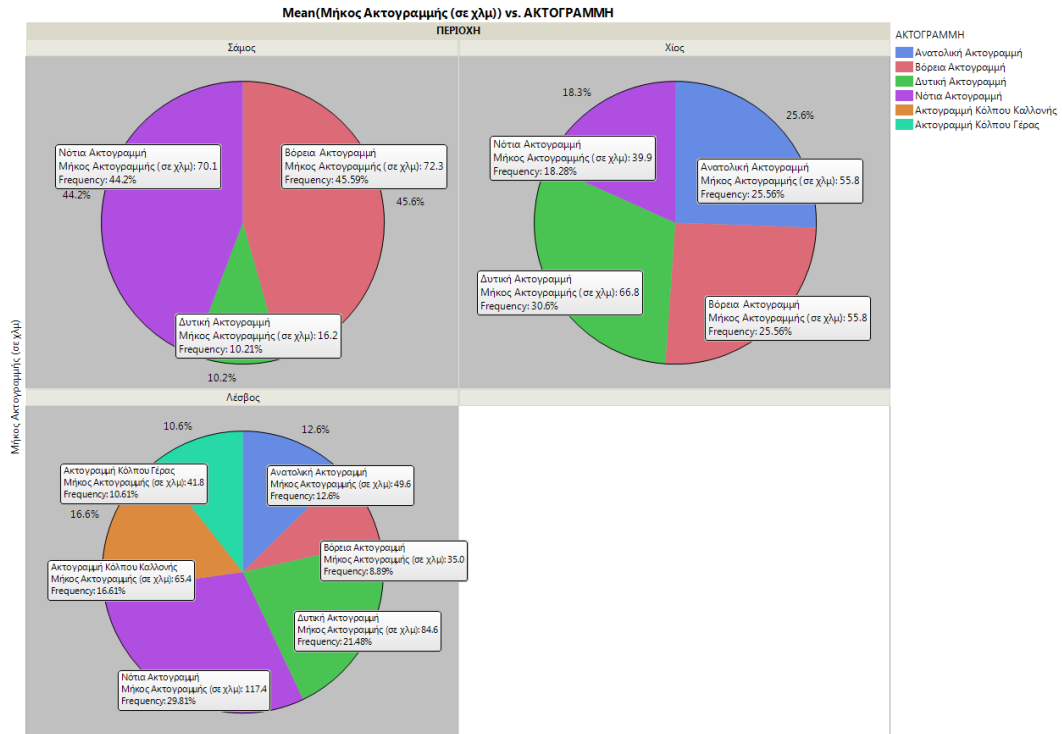 Mean(Μήκος Ακτογραμμής (σε χλμ)) vs. ΑΚΤΟΓΡΑΜΜΗ
ΠΕΡΙΟΧΗ
Σάμος
Χίος
Μήκος Ακτογραμμής (σε χλμ)
Νότια Ακτογραμμή
Μήκος Ακτογραμμής (σε χλμ): 70.1
Frequency: 44.2%
44.2%
Βόρεια Ακτογραμμή
Μήκος Ακτογραμμής (σε χλμ): 72.3
Frequency: 45.59%
45.6%
Δυτική Ακτογραμμή
Μήκος Ακτογραμμής (σε χλμ): 16.2
Frequency: 10.21%
10.2%
18.3%
Νότια Ακτογραμμή
Μήκος Ακτογραμμής (σε χλμ): 39.9
Frequency: 18.28%
25.6%
Ανατολική Ακτογραμμή
Μήκος Ακτογραμμής (σε χλμ): 55.8
Frequency: 25.56%
Δυτική Ακτογραμμή
Μήκος Ακτογραμμής (σε χλμ): 66.8
Frequency: 30.6%
Βόρεια Ακτογραμμή
Μήκος Ακτογραμμής (σε χλμ): 55.8
Frequency: 25.56%
Λέσβος
10.6%
12.6%
Ακτογραμμή Κόλπου Γέρας
Μήκος Ακτογραμμής (σε χλμ): 41.8
Frequency: 10.61%
16.6%
Ανατολική Ακτογραμμή
Μήκος Ακτογραμμής (σε χλμ): 49.6
Frequency: 12.6%
Βόρεια Ακτογραμμή
Μήκος Ακτογραμμής (σε χλμ): 35.0
Frequency: 8.89%
Ακτογραμμή Κόλπου Καλλονής
Μήκος Ακτογραμμής (σε χλμ): 65.4
Frequency: 16.61%
Δυτική Ακτογραμμή
Μήκος Ακτογραμμής (σε χλμ): 84.6
Frequency: 21.48%
Νότια Ακτογραμμή
Μήκος Ακτογραμμής (σε χλμ): 117.4
Frequency: 29.81%
ΑΚΤΟΓΡΑΜΜΗ
Ανατολική Ακτογραμμή
Βόρεια Ακτογραμμή
Δυτική Ακτογραμμή
Νότια Ακτογραμμή
Ακτογραμμή Κόλπου Καλλονής
Ακτογραμμή Κόλπου Γέρας